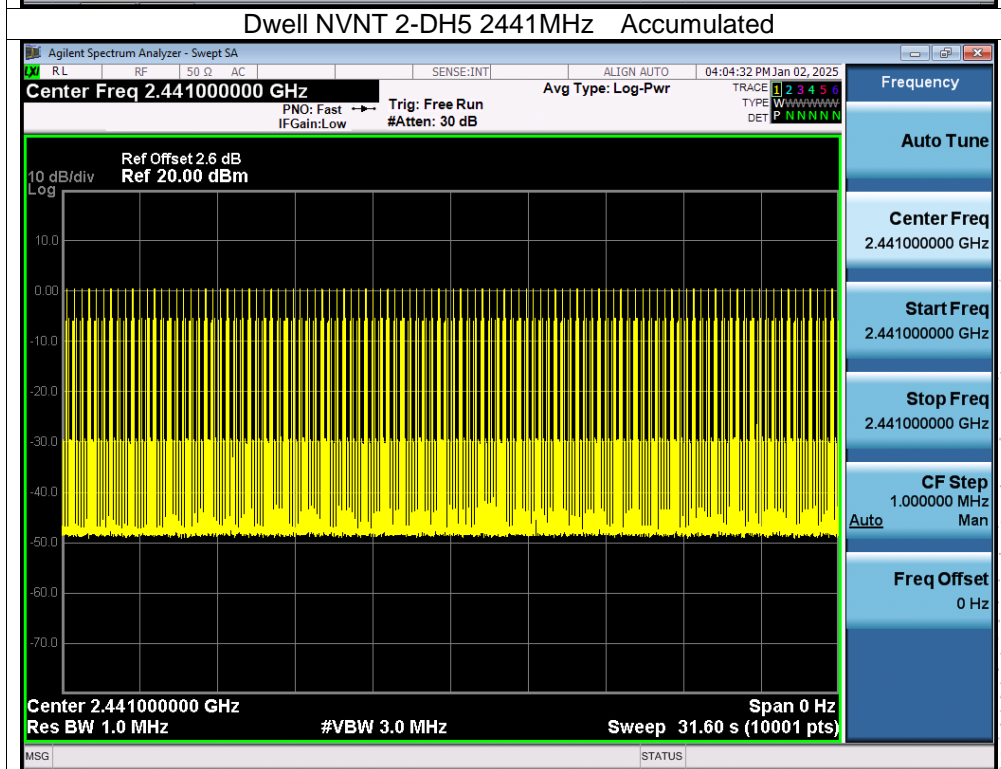 Dwell NVNT 2-DH5 2441MHz Accumulated
Agilent Spectrum Analyzer - Swept SA
LXI RL RF 50 Ω AC SENSE:INT ALIGN AUTO 04:04:32 PM Jan 02, 2025
Center Freq 2.441000000 GHz
PNO: Fast
IFGain:Low
Trig: Free Run
#Atten: 30 dB
Avg Type: Log-Pwr
TRACE 1 2 3 4 5 6
TYPE WWWWWWW
DET P N N N N N
Ref Offset 2.6 dB
10 dB/div Ref 20.00 dBm
Log
10.0
0.00
-10.0
-20.0
-30.0
-40.0
-50.0
-60.0
-70.0
Center 2.441000000 GHz Span 0 Hz
Res BW 1.0 MHz #VBW 3.0 MHz Sweep 31.60 s (10001 pts)
MSG STATUS
Frequency
Auto Tune
Center Freq
2.441000000 GHz
Start Freq
2.441000000 GHz
Stop Freq
2.441000000 GHz
CF Step
1.000000 MHz
Auto Man
Freq Offset
0 Hz